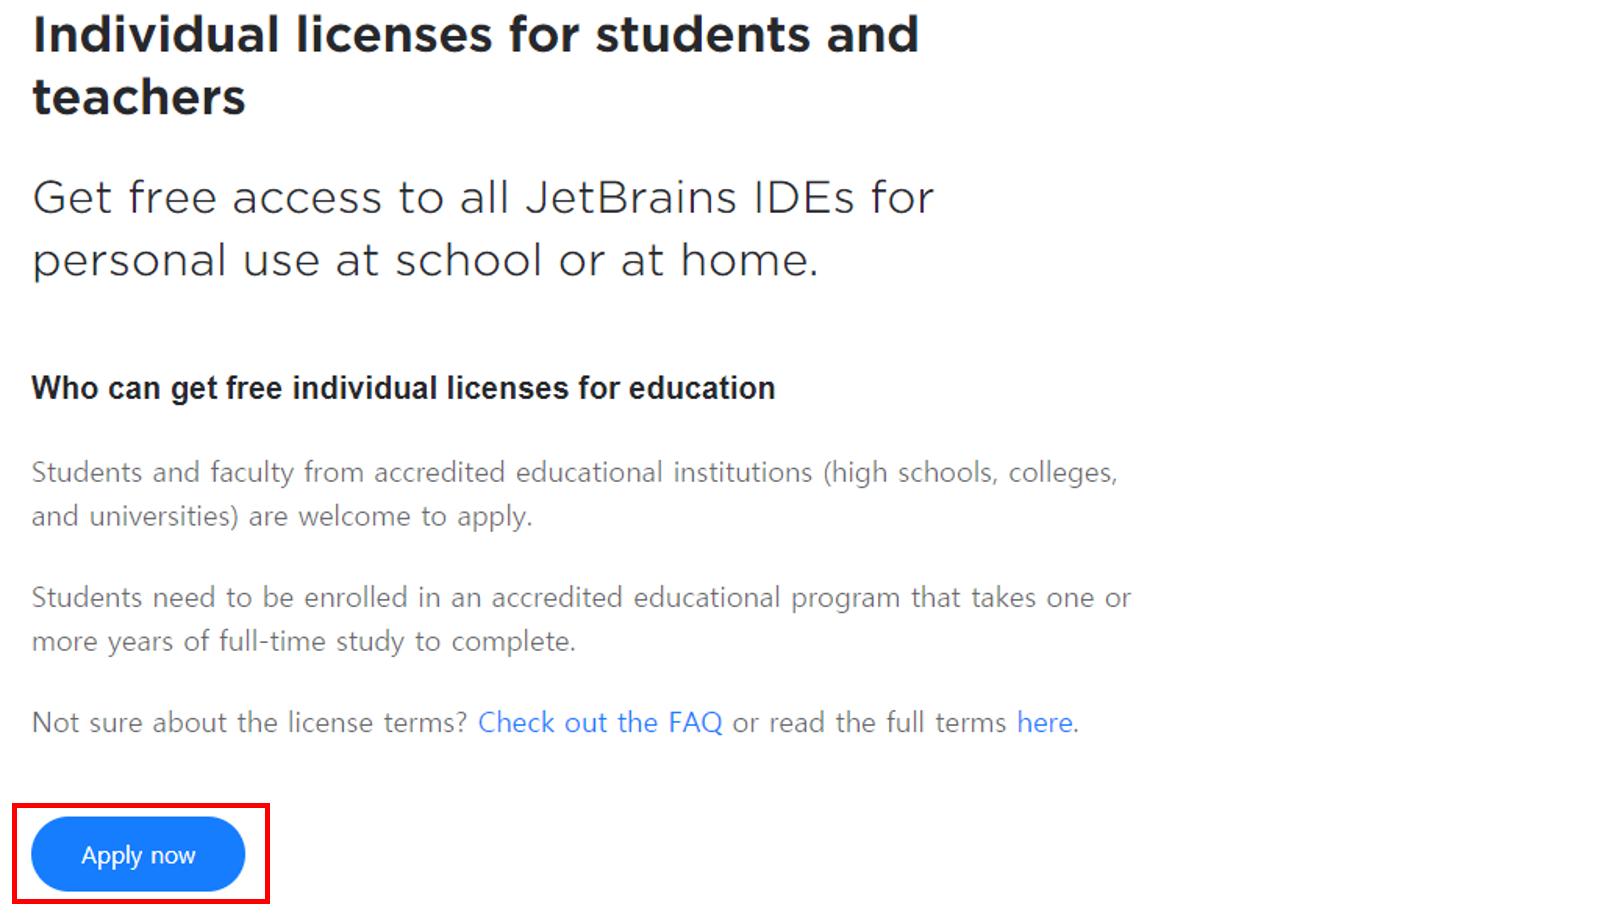 Individual licenses for students and
teachers
Get free access to all JetBrains IDEs for
personal use at school or at home.
Who can get free individual licenses for education
Students and faculty from accredited educational institutions (high schools, colleges,
and universities) are welcome to apply.
Students need to be enrolled in an accredited educational program that takes one or
more years of full-time study to complete.
Not sure about the license terms? Check out the FAQ or read the full terms here.
Apply now